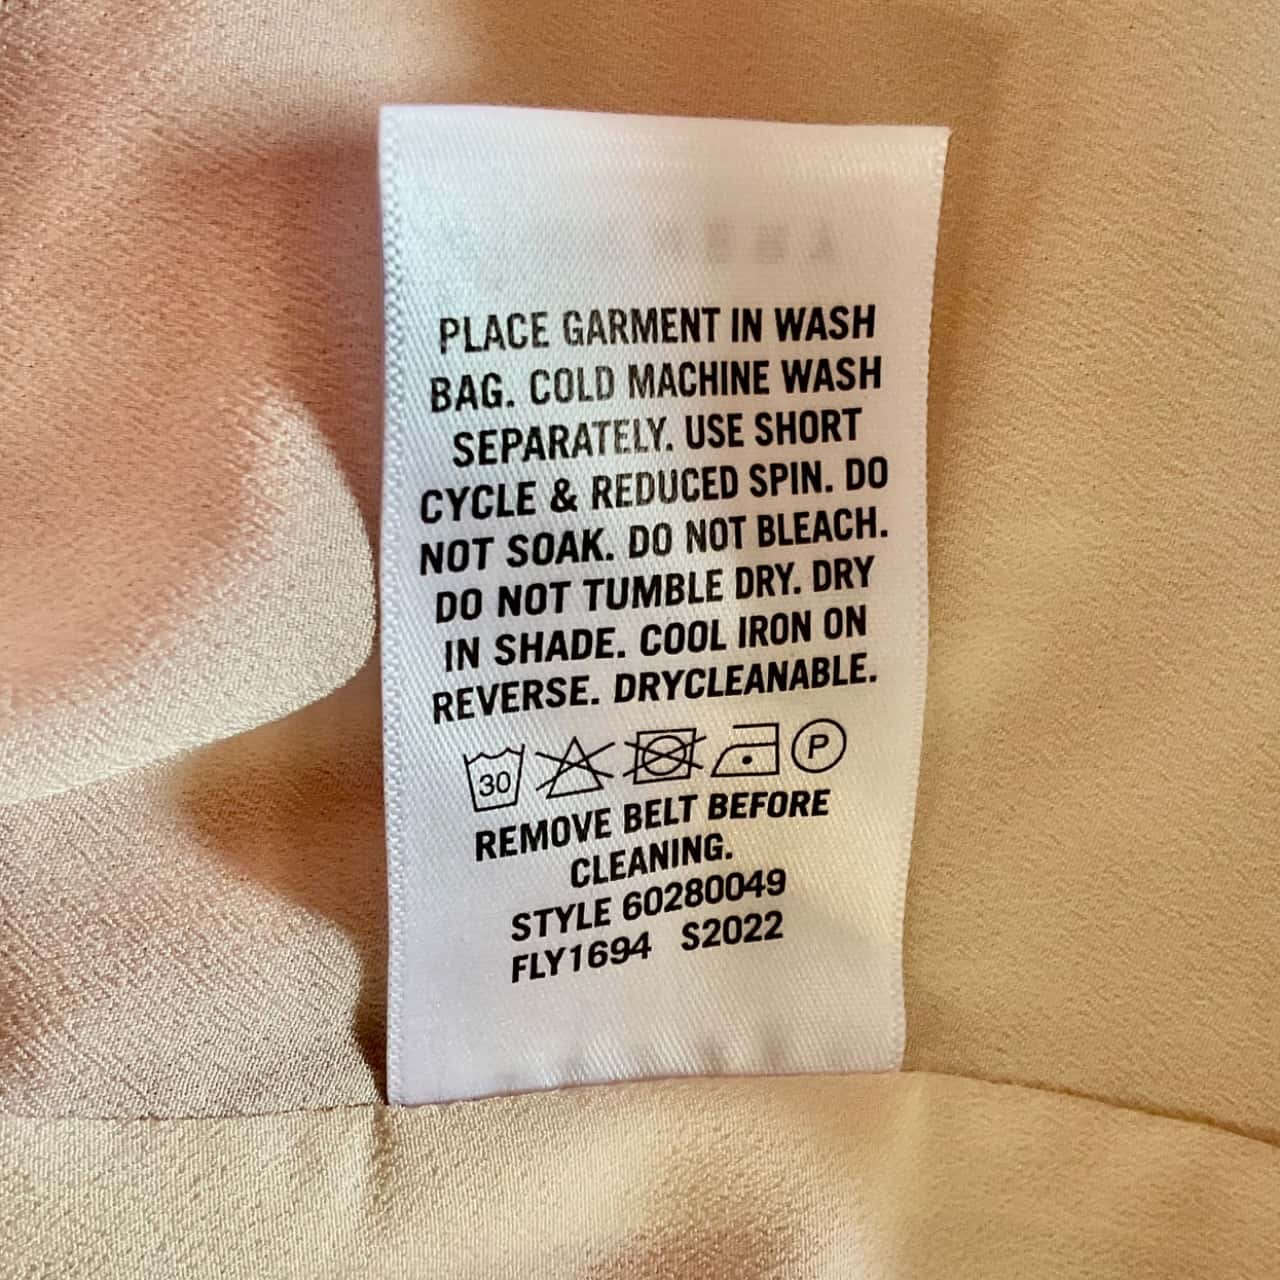 PLACE GARMENT IN WASH
BAG. COLD MACHINE WASH
SEPARATELY. USE SHORT
CYCLE & REDUCED SPIN. DO
NOT SOAK. DO NOT BLEACH.
DO NOT TUMBLE DRY. DRY
IN SHADE. COOL IRON ON
REVERSE. DRYCLEANABLE.
30 P
REMOVE BELT BEFORE
CLEANING.
STYLE 60280049
FLY1694 S2022